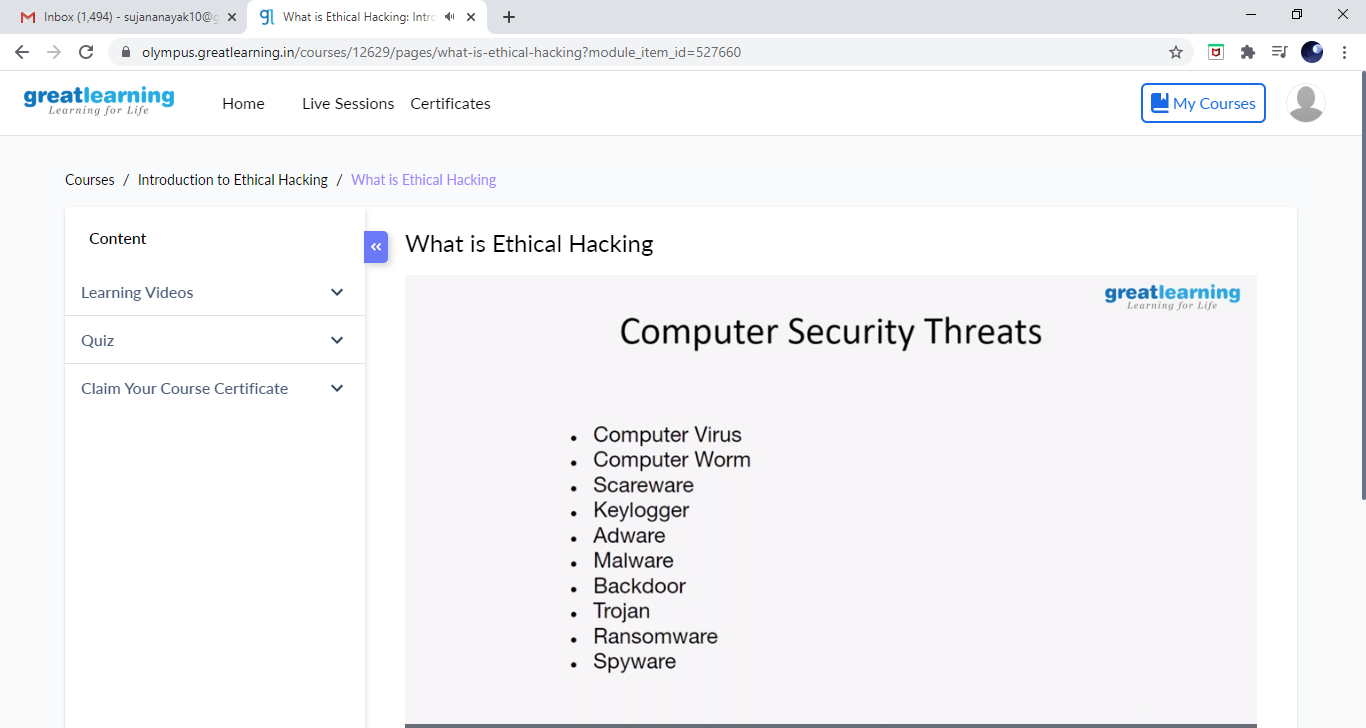 Inbox (1,494) - sujananayak10@g
What is Ethical Hacking: Intro
olympus.greatlearning.in/courses/12629/pages/what-is-ethical-hacking?module_item_id=527660
greatlearning
Learning for Life
Home Live Sessions Certificates
My Courses
Courses / Introduction to Ethical Hacking / What is Ethical Hacking
Content
Learning Videos
Quiz
Claim Your Course Certificate
What is Ethical Hacking
greatlearning
Learning for Life
Computer Security Threats
• Computer Virus
• Computer Worm
• Scareware
• Keylogger
• Adware
• Malware
• Backdoor
• Trojan
• Ransomware
• Spyware